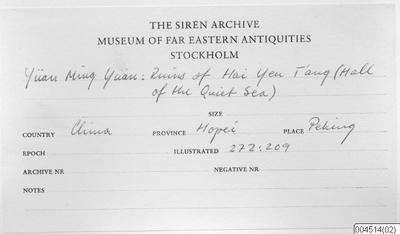 THE SIRÉN ARCHIVE
MUSEUM OF FAR EASTERN ANTIQUITIES
STOCKHOLM
Yüan Ming Yüan: Ruins of Hai Yen T'ang (Hall
of the Quiet Sea)
SIZE
COUNTRY China PROVINCE Hopei PLACE Peking
EPOCH ILLUSTRATED 272:209
ARCHIVE NR NEGATIVE NR
NOTES
004514(02)